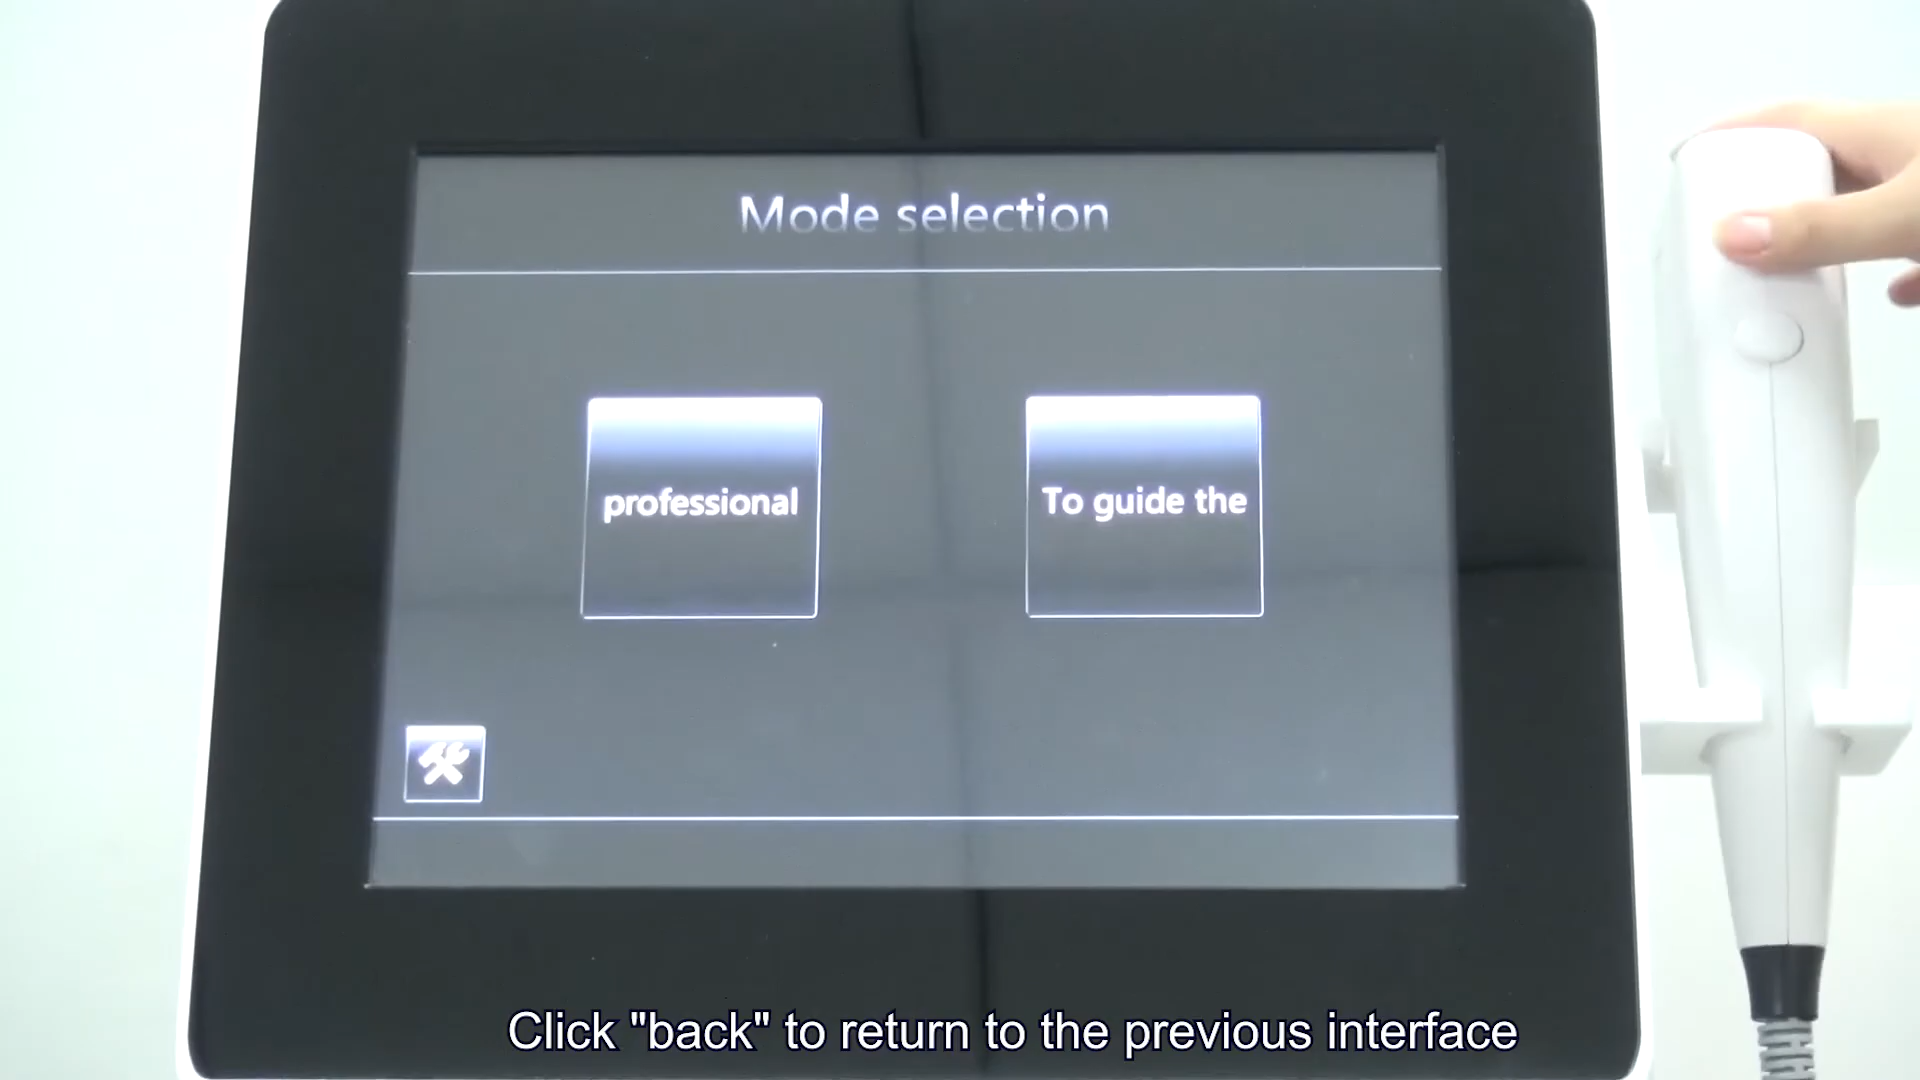 Mode selection
professional
To guide the
Click "back" to return to the previous interface